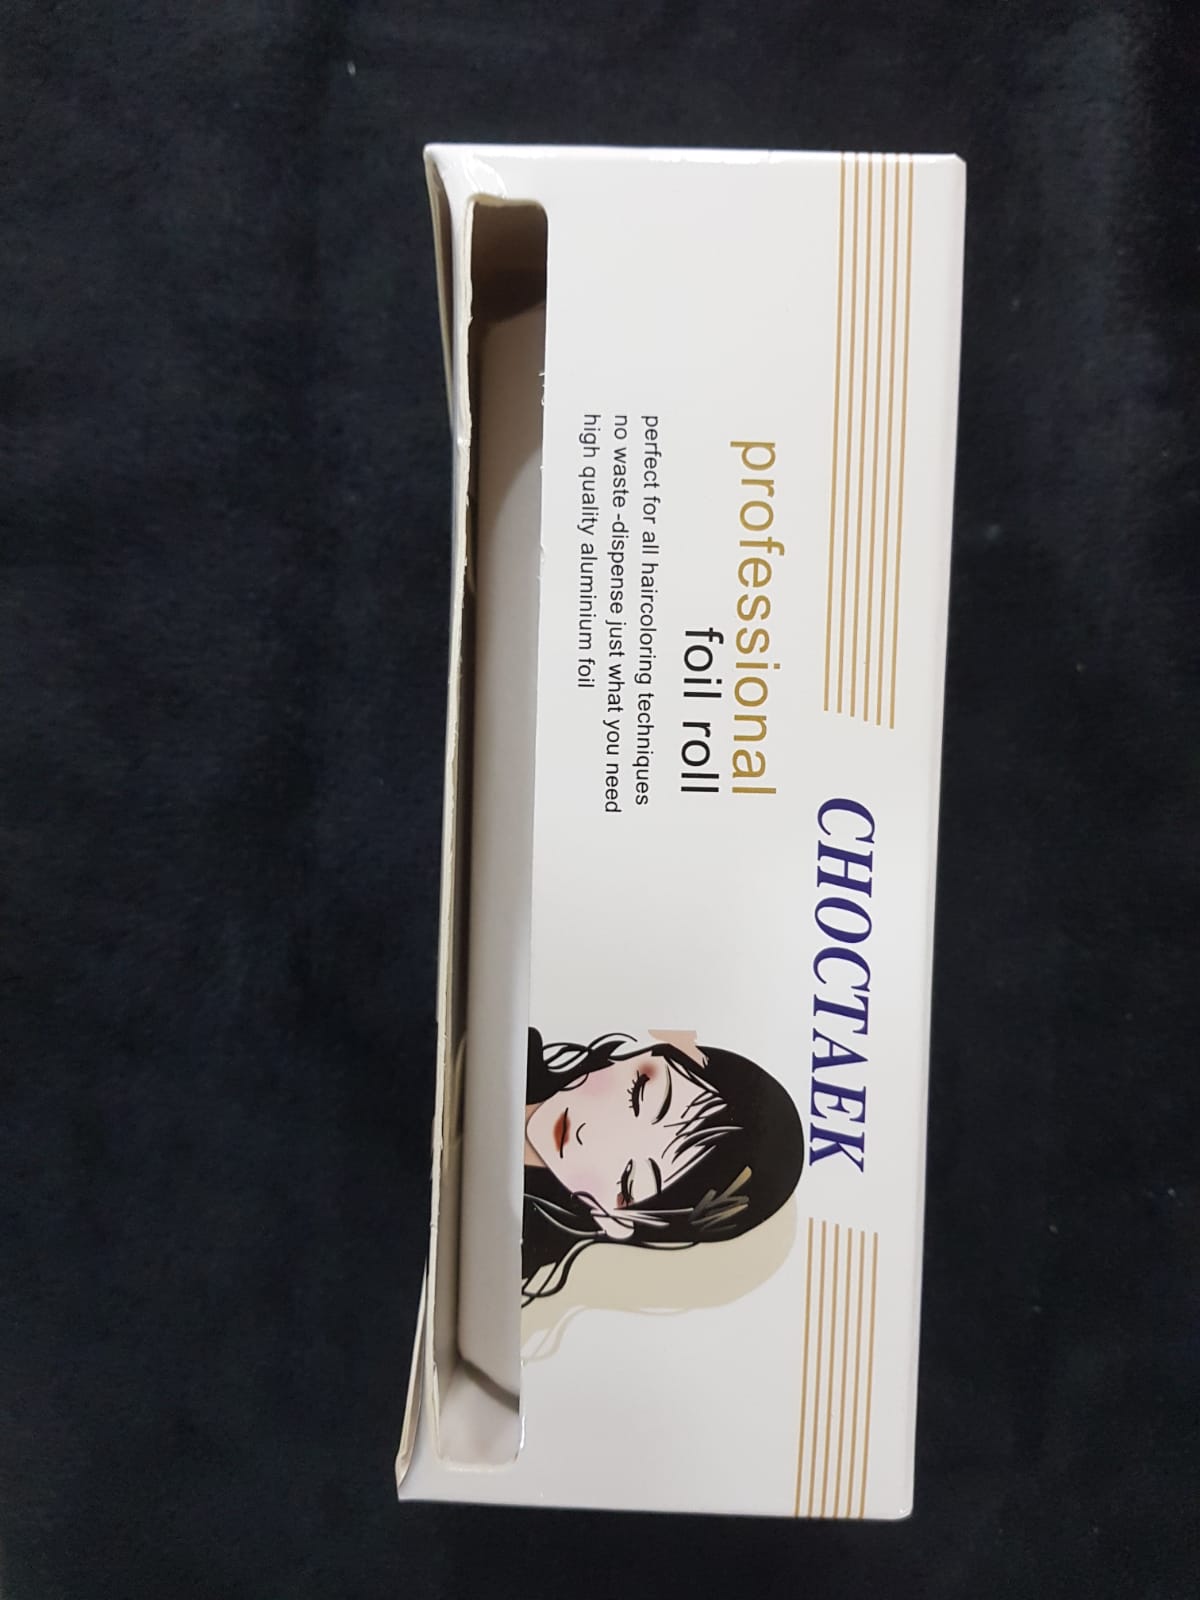 CHOCTAEK
professional
foil roll
perfect for all haircoloring techniques
no waste -dispense just what you need
high quality aluminium foil